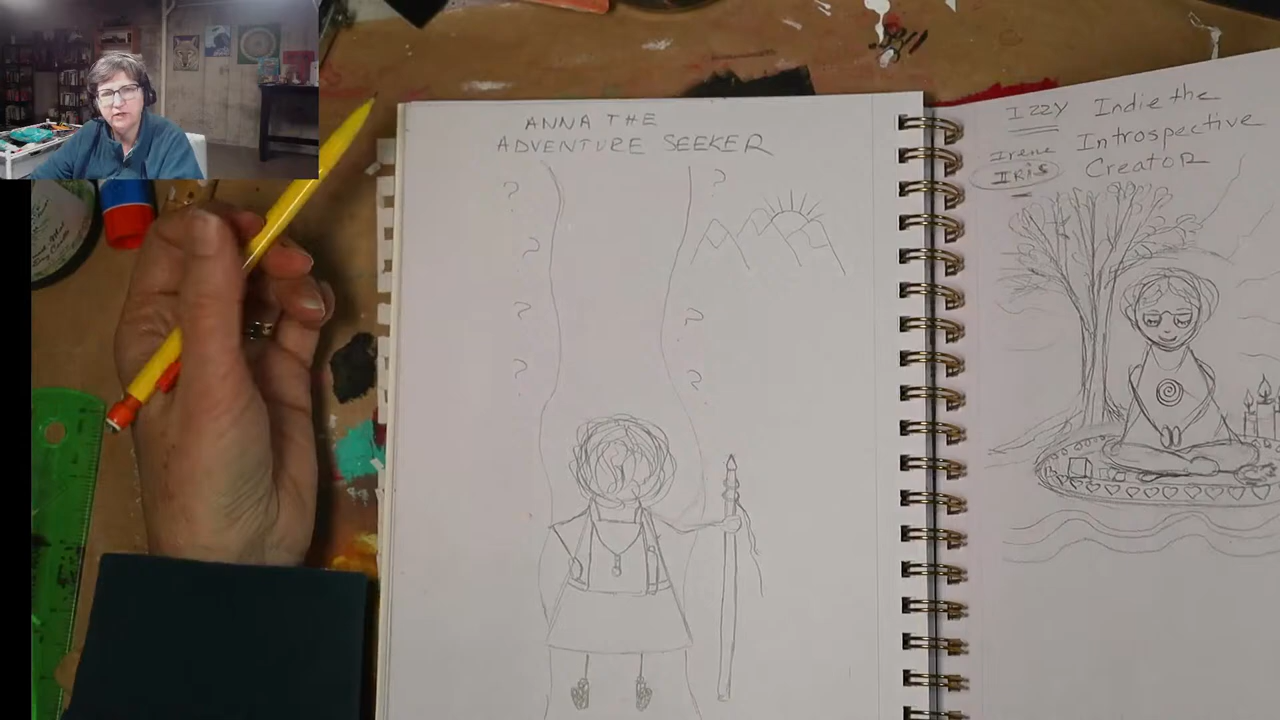 ANNA THE
ADVENTURE SEEKER
? ?
?
? ?
? ?
IZZY Indie the
Irene Introspective
IRIS Creator